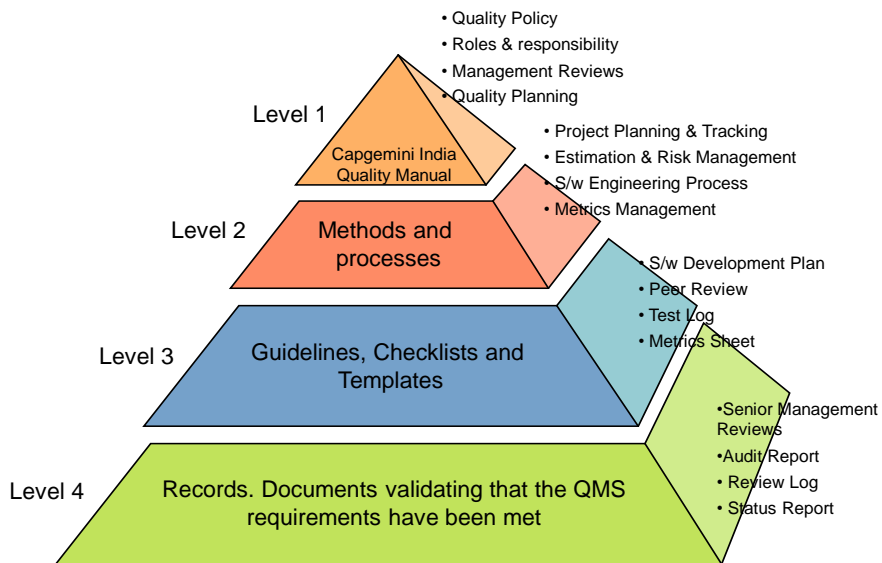 • Quality Policy
• Roles & responsibility
• Management Reviews
• Quality Planning
Level 1
Capgemini India
Quality Manual
• Project Planning & Tracking
• Estimation & Risk Management
• S/w Engineering Process
• Metrics Management
Level 2
Methods and
processes
• S/w Development Plan
• Peer Review
• Test Log
• Metrics Sheet
Level 3
Guidelines, Checklists and
Templates
•Senior Management
Reviews
•Audit Report
• Review Log
• Status Report
Level 4
Records. Documents validating that the QMS
requirements have been met